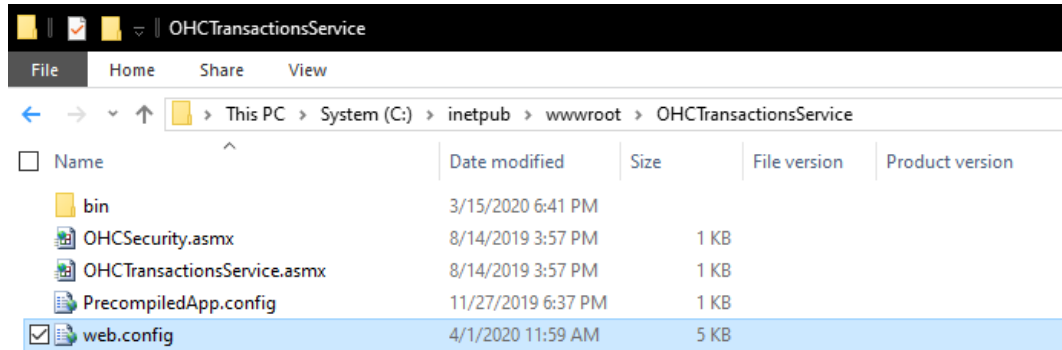 OHCTransactionsService
File Home Share View
This PC > System (C:) > inetpub > wwwroot > OHCTransactionsService
Name Date modified Size File version Product version
bin 3/15/2020 6:41 PM
OHCSecurity.asmx 8/14/2019 3:57 PM 1 KB
OHCTransactionsService.asmx 8/14/2019 3:57 PM 1 KB
PrecompiledApp.config 11/27/2019 6:37 PM 1 KB
web.config 4/1/2020 11:59 AM 5 KB